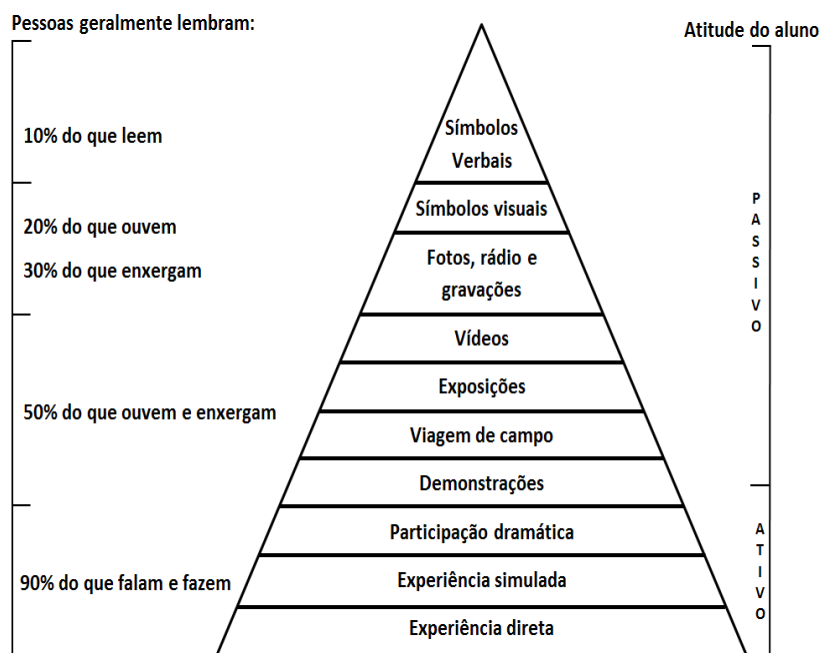 Pessoas geralmente lembram:
Atitude do aluno
10% do que leem
Símbolos
Verbais
20% do que ouvem
Símbolos visuais
30% do que enxergam
Fotos, rádio e
gravações
Vídeos
Exposições
50% do que ouvem e enxergam
Viagem de campo
Demonstrações
Participação dramática
90% do que falam e fazem
Experiência simulada
Experiência direta
PASSIVO
ATIVO